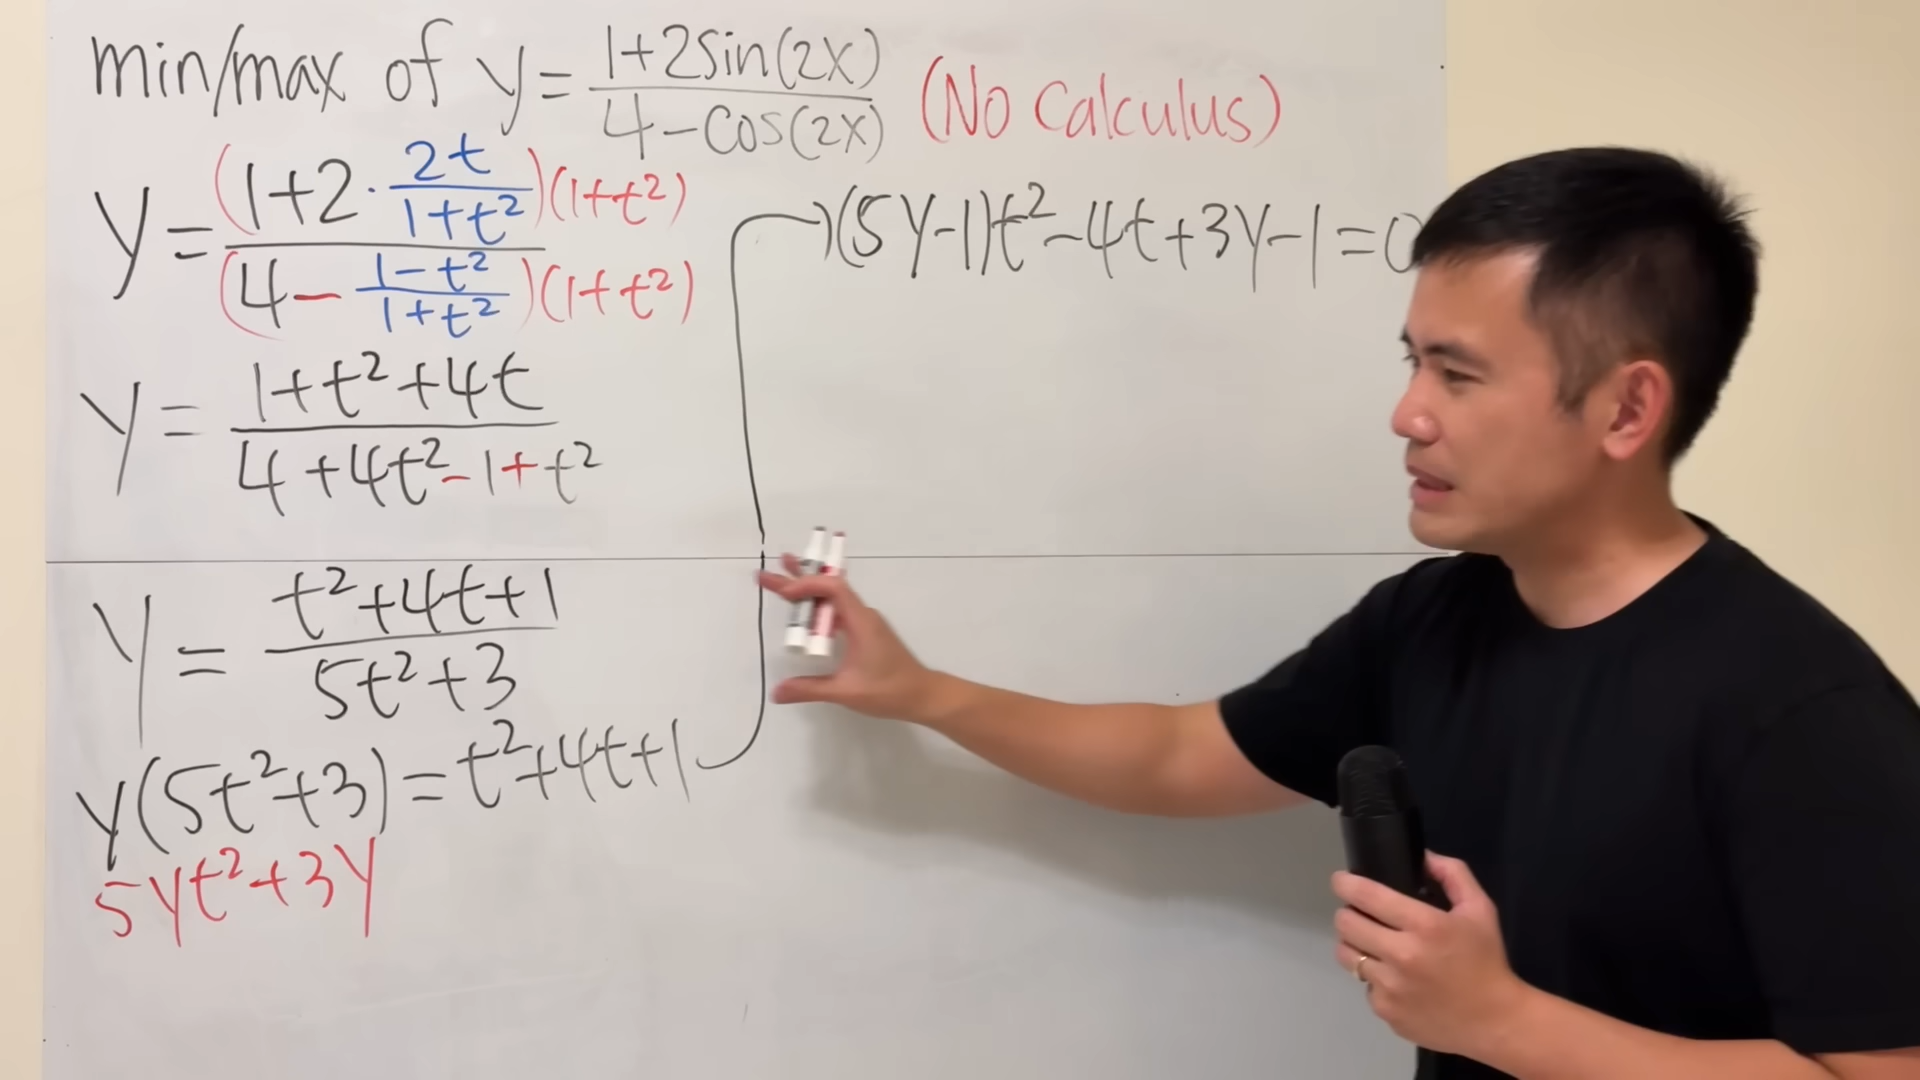 min/max of y = (1+2sin(2x))/(4-cos(2x)) (No Calculus)
y = ((1+2·2t/(1+t²))(1+t²))/((4-(1-t²)/(1+t²))(1+t²))
y = (1+t²+4t)/(4+4t²-1+t²)
y = (t²+4t+1)/(5t²+3)
y(5t²+3)=t²+4t+1
5yt²+3y
(5y-1)t²-4t+3y-1=0